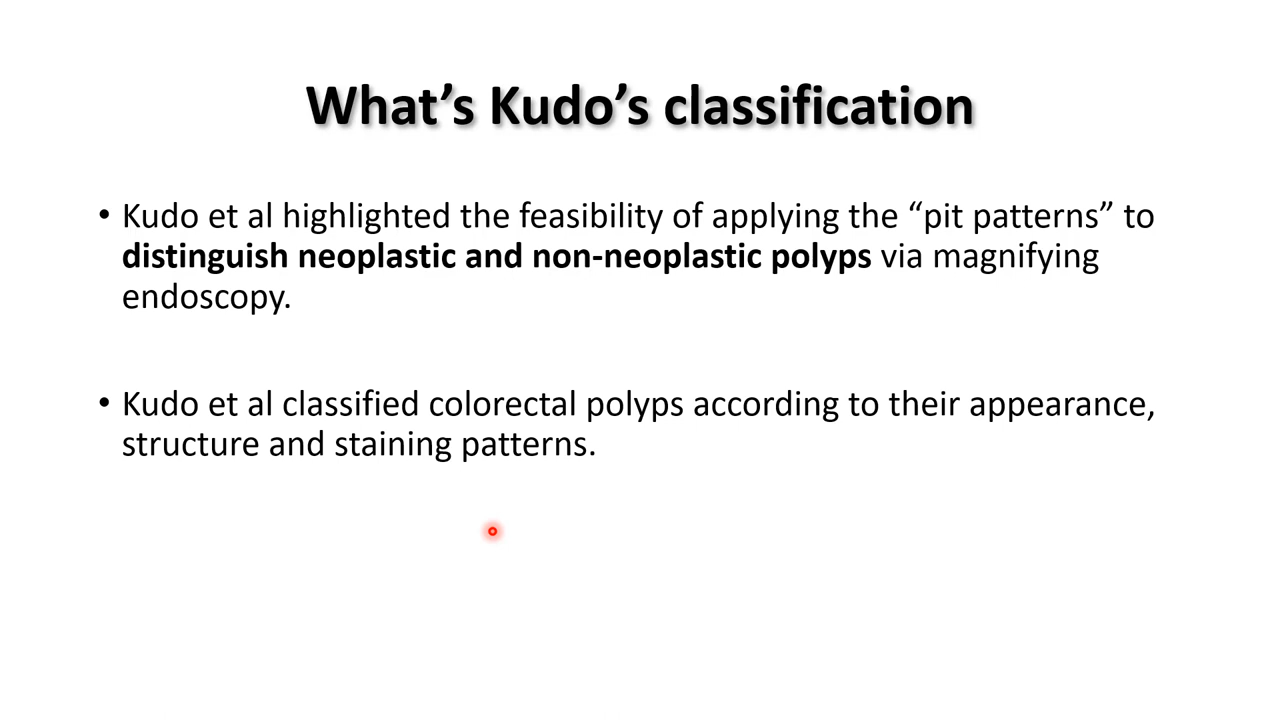 What’s Kudo’s classification
• Kudo et al highlighted the feasibility of applying the “pit patterns” to
distinguish neoplastic and non-neoplastic polyps via magnifying
endoscopy.
• Kudo et al classified colorectal polyps according to their appearance,
structure and staining patterns.